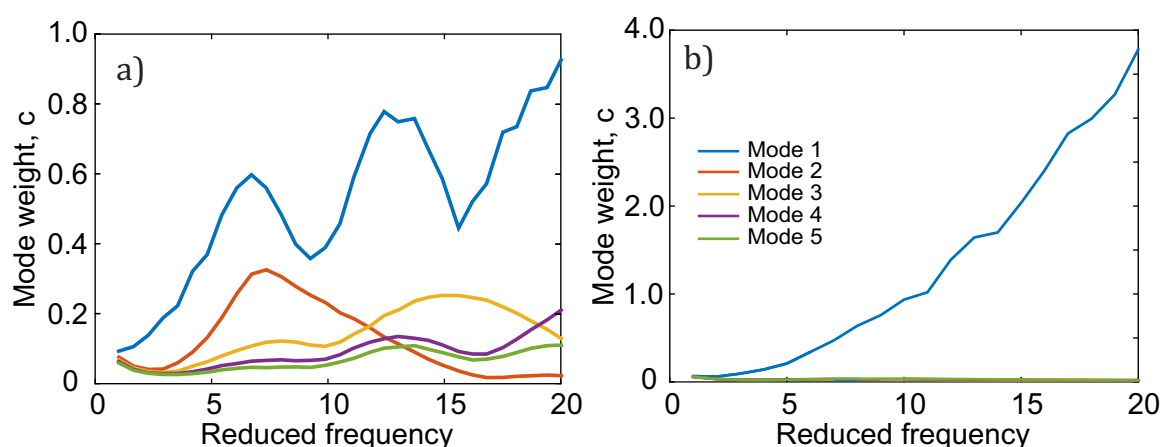 a)
Mode weight, c
1.0
0.8
0.6
0.4
0.2
0
0
5
10
15
20
Reduced frequency
b)
Mode weight, c
4.0
3.0
2.0
1.0
0
Mode 1
Mode 2
Mode 3
Mode 4
Mode 5
0
5
10
15
20
Reduced frequency